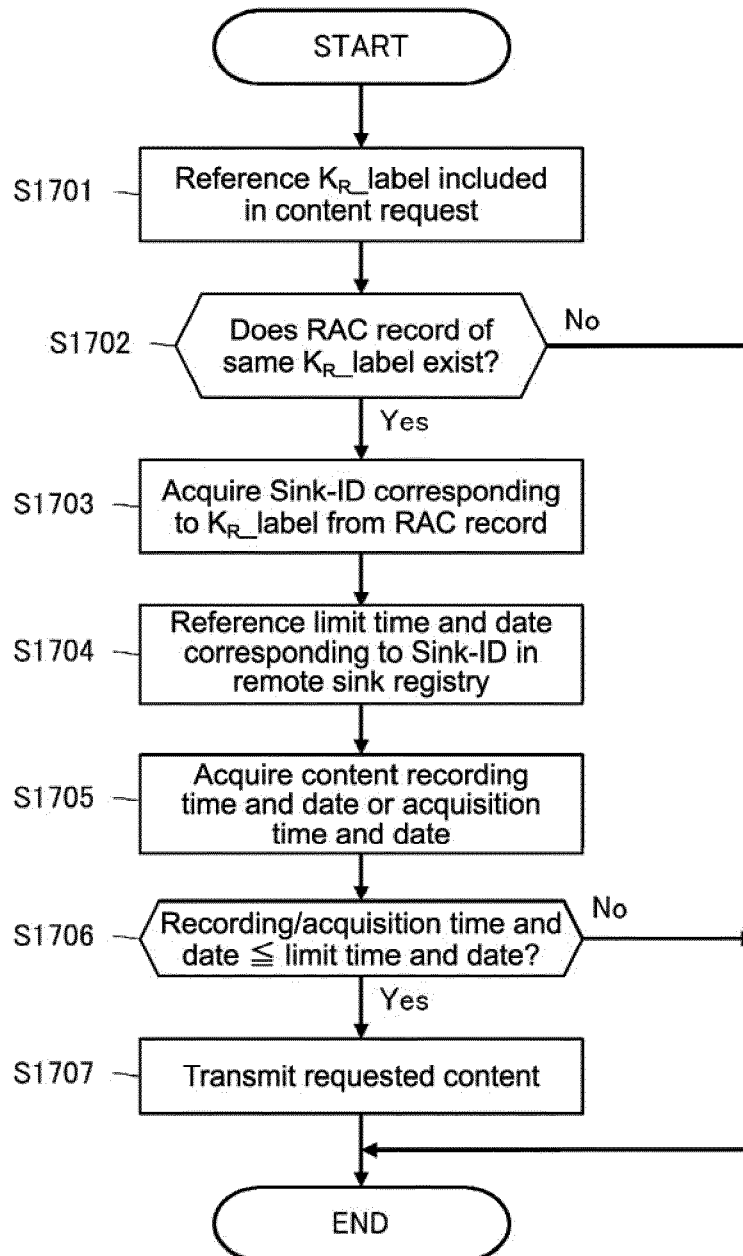 START
S1701
Reference KR_label included
in content request
S1702
Does RAC record of
same KR_label exist?
No
Yes
S1703
Acquire Sink-ID corresponding
to KR_label from RAC record
S1704
Reference limit time and date
corresponding to Sink-ID in
remote sink registry
S1705
Acquire content recording
time and date or acquisition
time and date
S1706
Recording/acquisition time and
date ≦ limit time and date?
No
Yes
S1707
Transmit requested content
END